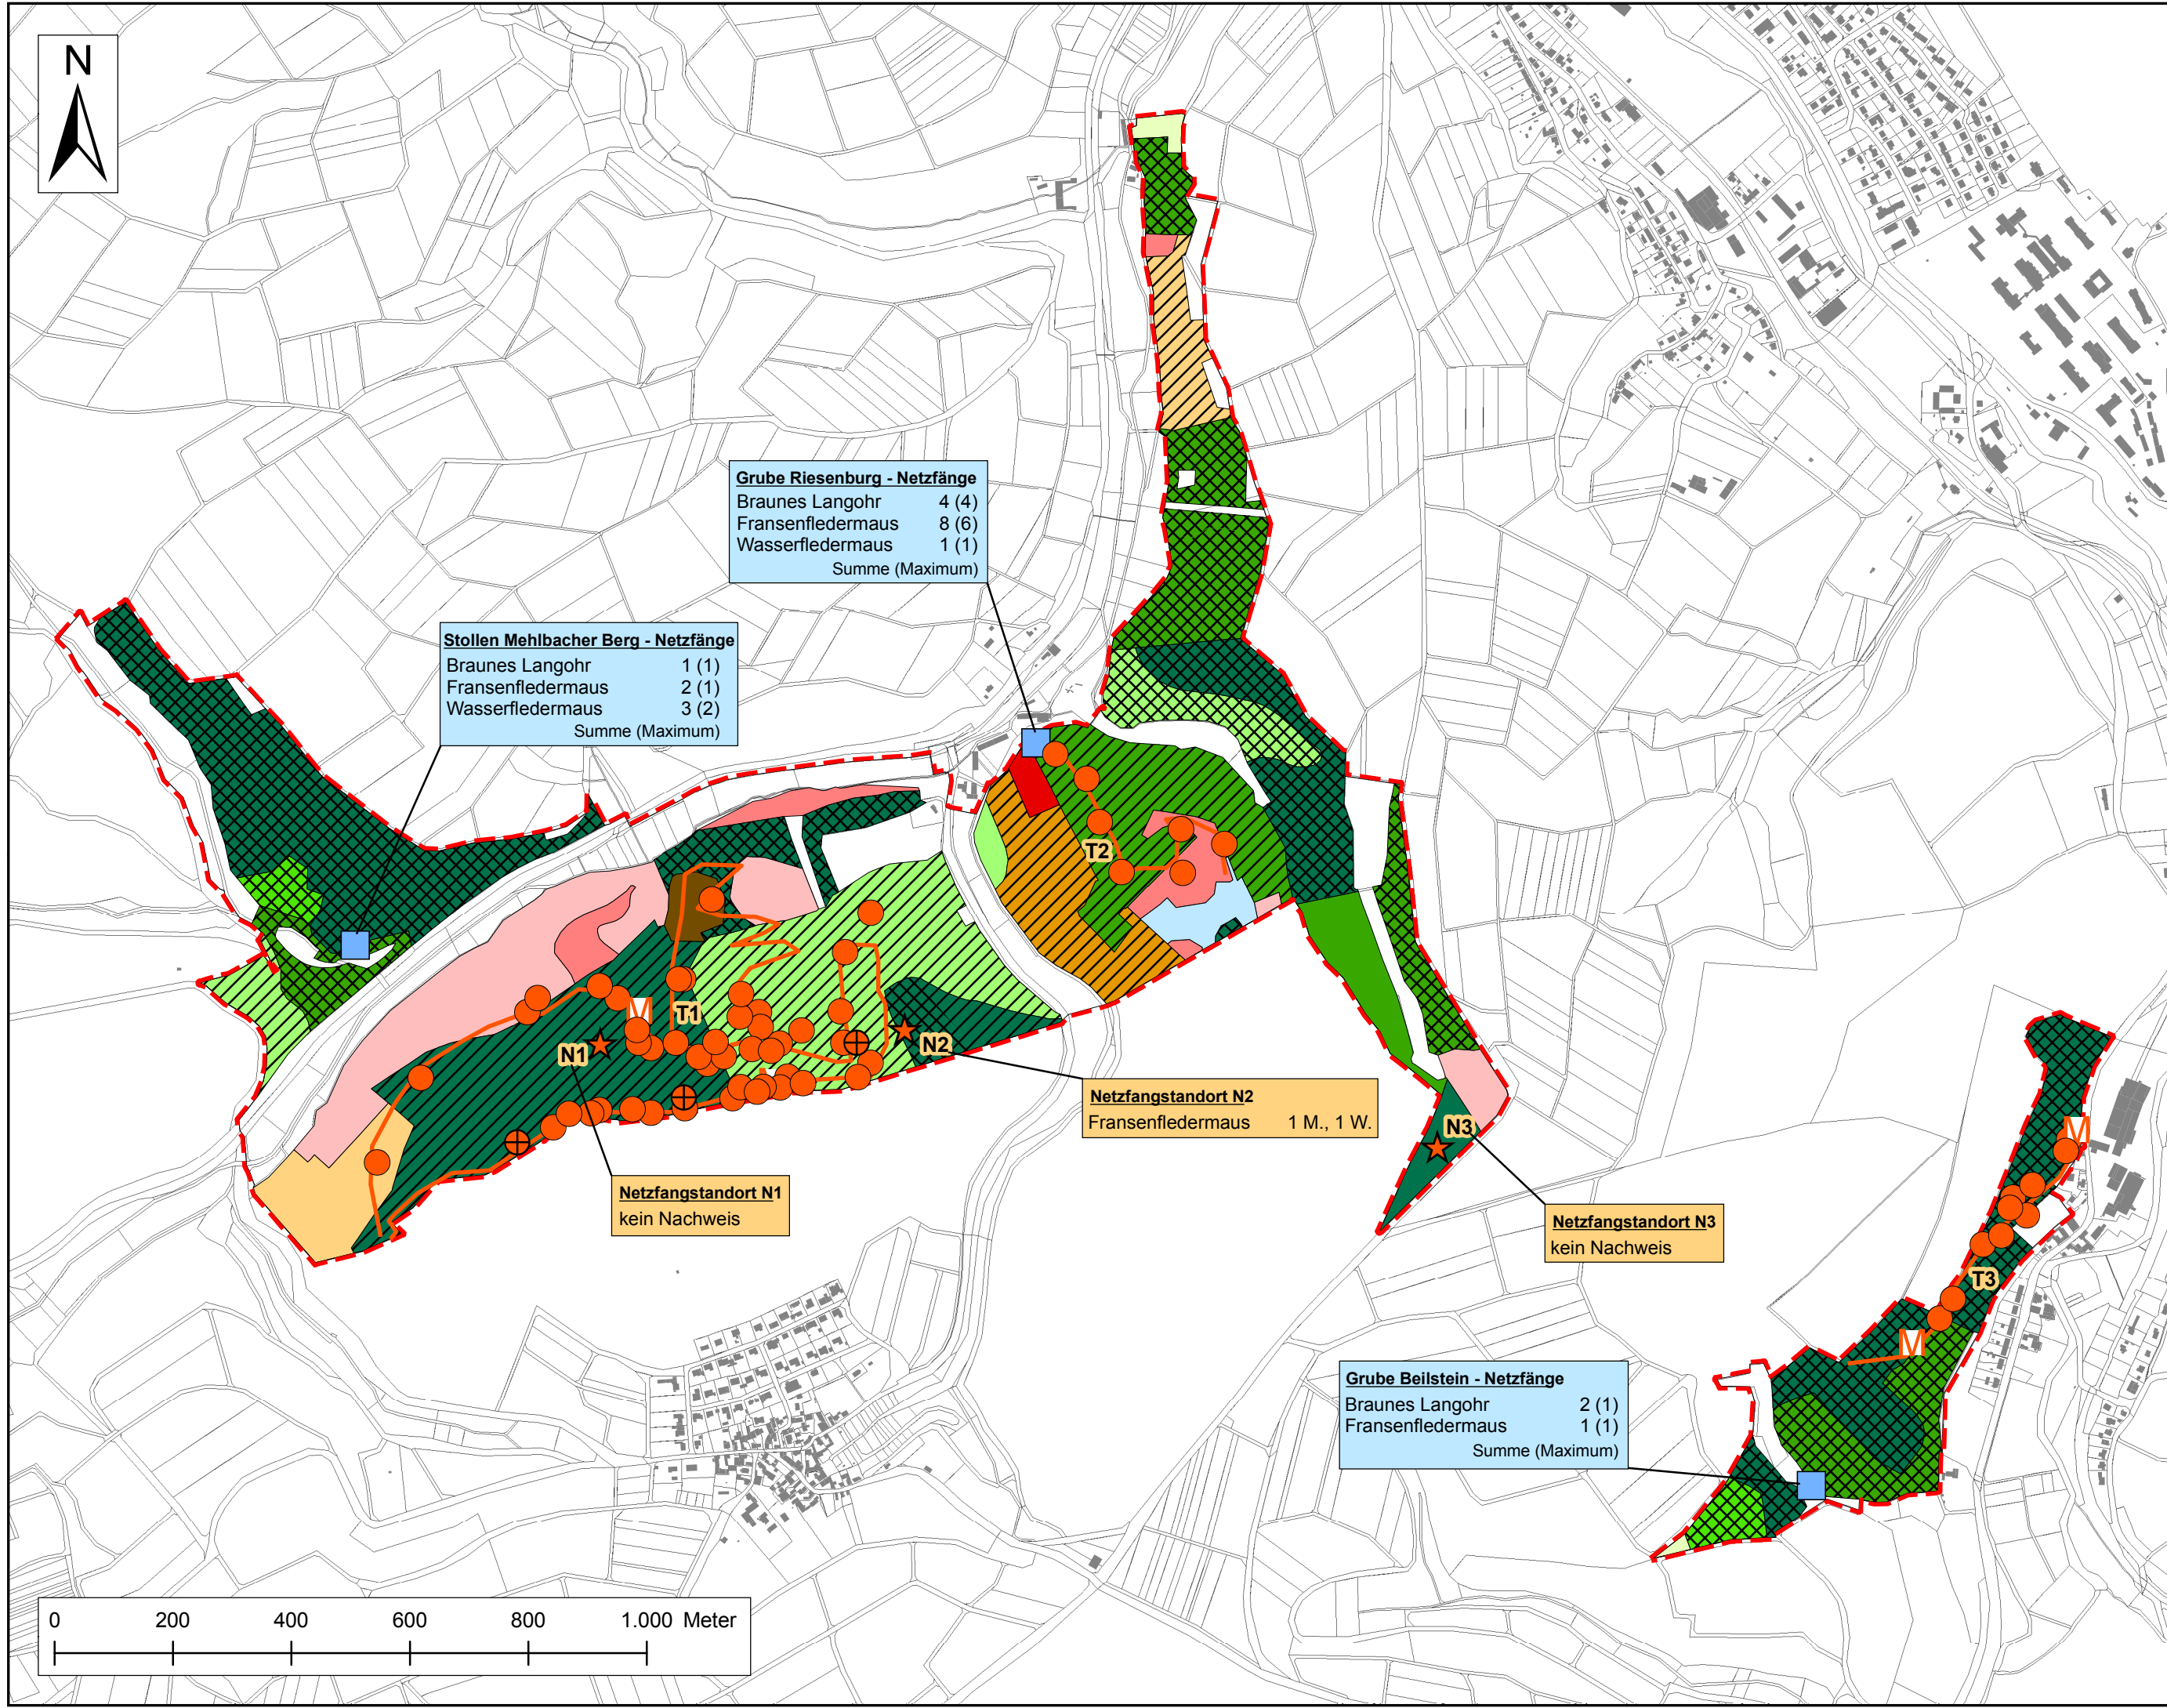 N
Grube Riesenburg - Netzfänge
Braunes Langohr 4 (4)
Fransenfledermaus 8 (6)
Wasserfledermaus 1 (1)
Summe (Maximum)
Stollen Mehlbacher Berg - Netzfänge
Braunes Langohr 1 (1)
Fransenfledermaus 2 (1)
Wasserfledermaus 3 (2)
Summe (Maximum)
T2
M
T1
N1
N2
Netzfangstandort N2
Fransenfledermaus 1 M., 1 W.
N3
M
Netzfangstandort N1
kein Nachweis
Netzfangstandort N3
kein Nachweis
T3
M
Grube Beilstein - Netzfänge
Braunes Langohr 2 (1)
Fransenfledermaus 1 (1)
Summe (Maximum)
0 200 400 600 800 1.000 Meter